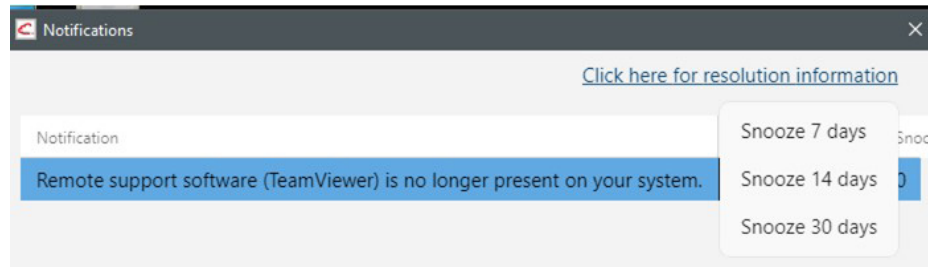 Notifications
Click here for resolution information
Notification
Snooze 7 days
Remote support software (TeamViewer) is no longer present on your system.
Snooze 14 days
0
Snooze 30 days